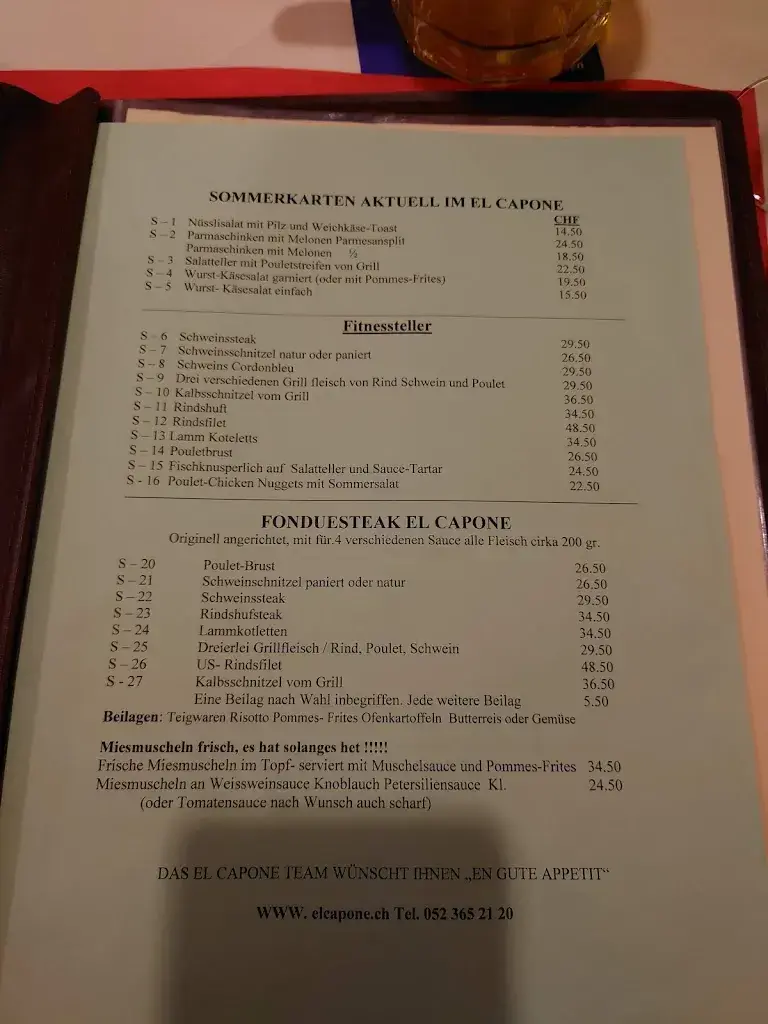 SOMMERKARTEN AKTUELL IM EL CAPONE
CHF
S – 1 Nüsslisalat mit Pilz und Weichkäse-Toast 14.50
S – 2 Parmaschinken mit Melonen Parmesansplit 24.50
Parmaschinken mit Melonen ½ 18.50
S – 3 Salatteller mit Pouletstreifen von Grill 22.50
S – 4 Wurst-Käsesalat garniert (oder mit Pommes-Frites) 19.50
S – 5 Wurst- Käsesalat einfach 15.50
Fitnessteller
S – 6 Schweinssteak 29.50
S – 7 Schweinsschnitzel natur oder paniert 26.50
S – 8 Schweins Cordonbleu 29.50
S – 9 Drei verschiedenen Grill fleisch von Rind Schwein und Poulet 29.50
S – 10 Kalbsschnitzel vom Grill 36.50
S – 11 Rindshuft 34.50
S – 12 Rindsfilet 48.50
S – 13 Lamm Koteletts 34.50
S – 14 Pouletbrust 26.50
S – 15 Fischknusperlich auf Salatteller und Sauce-Tartar 24.50
S - 16 Poulet-Chicken Nuggets mit Sommersalat 22.50
FONDUESTEAK EL CAPONE
Originell angerichtet, mit für.4 verschiedenen Sauce alle Fleisch cirka 200 gr.
S – 20 Poulet-Brust 26.50
S – 21 Schweinschnitzel paniert oder natur 26.50
S – 22 Schweinssteak 29.50
S – 23 Rindshufsteak 34.50
S – 24 Lammkotletten 34.50
S – 25 Dreierlei Grillfleisch / Rind, Poulet, Schwein 29.50
S – 26 US- Rindsfilet 48.50
S - 27 Kalbsschnitzel vom Grill 36.50
Eine Beilag nach Wahl inbegriffen. Jede weitere Beilag 5.50
Beilagen: Teigwaren Risotto Pommes- Frites Ofenkartoffeln Butterreis oder Gemüse
Miesmuscheln frisch, es hat solanges het !!!!!
Frische Miesmuscheln im Topf- serviert mit Muschelsauce und Pommes-Frites 34.50
Miesmuscheln an Weissweinsauce Knoblauch Petersiliensauce Kl. 24.50
(oder Tomatensauce nach Wunsch auch scharf)
DAS EL CAPONE TEAM WÜNSCHT IHNEN „EN GUTE APPETIT“
WWW. elcapone.ch Tel. 052 365 21 20